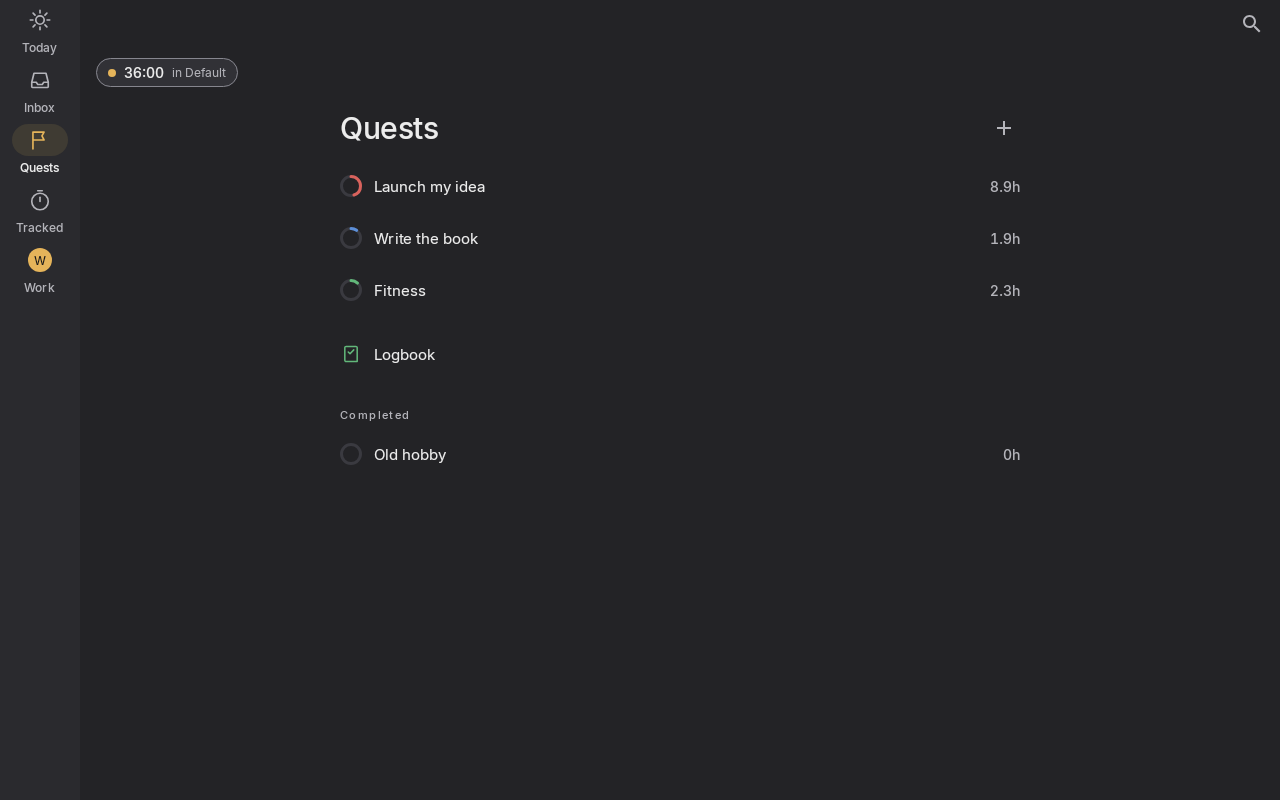 Today
Inbox
Quests
Tracked
W
Work
36:00 in Default
Quests
Launch my idea 8.9h
Write the book 1.9h
Fitness 2.3h
Logbook
Completed
Old hobby 0h